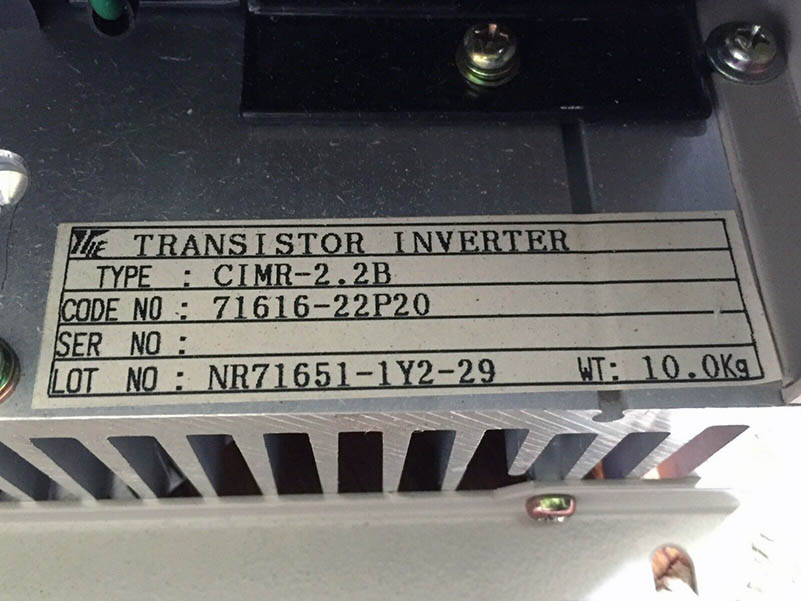 TRANSISTOR INVERTER
TYPE : CIMR-2.2B
CODE NO : 71616-22P20
SER NO :
LOT NO : NR71651-1Y2-29 WT: 10.0Kg